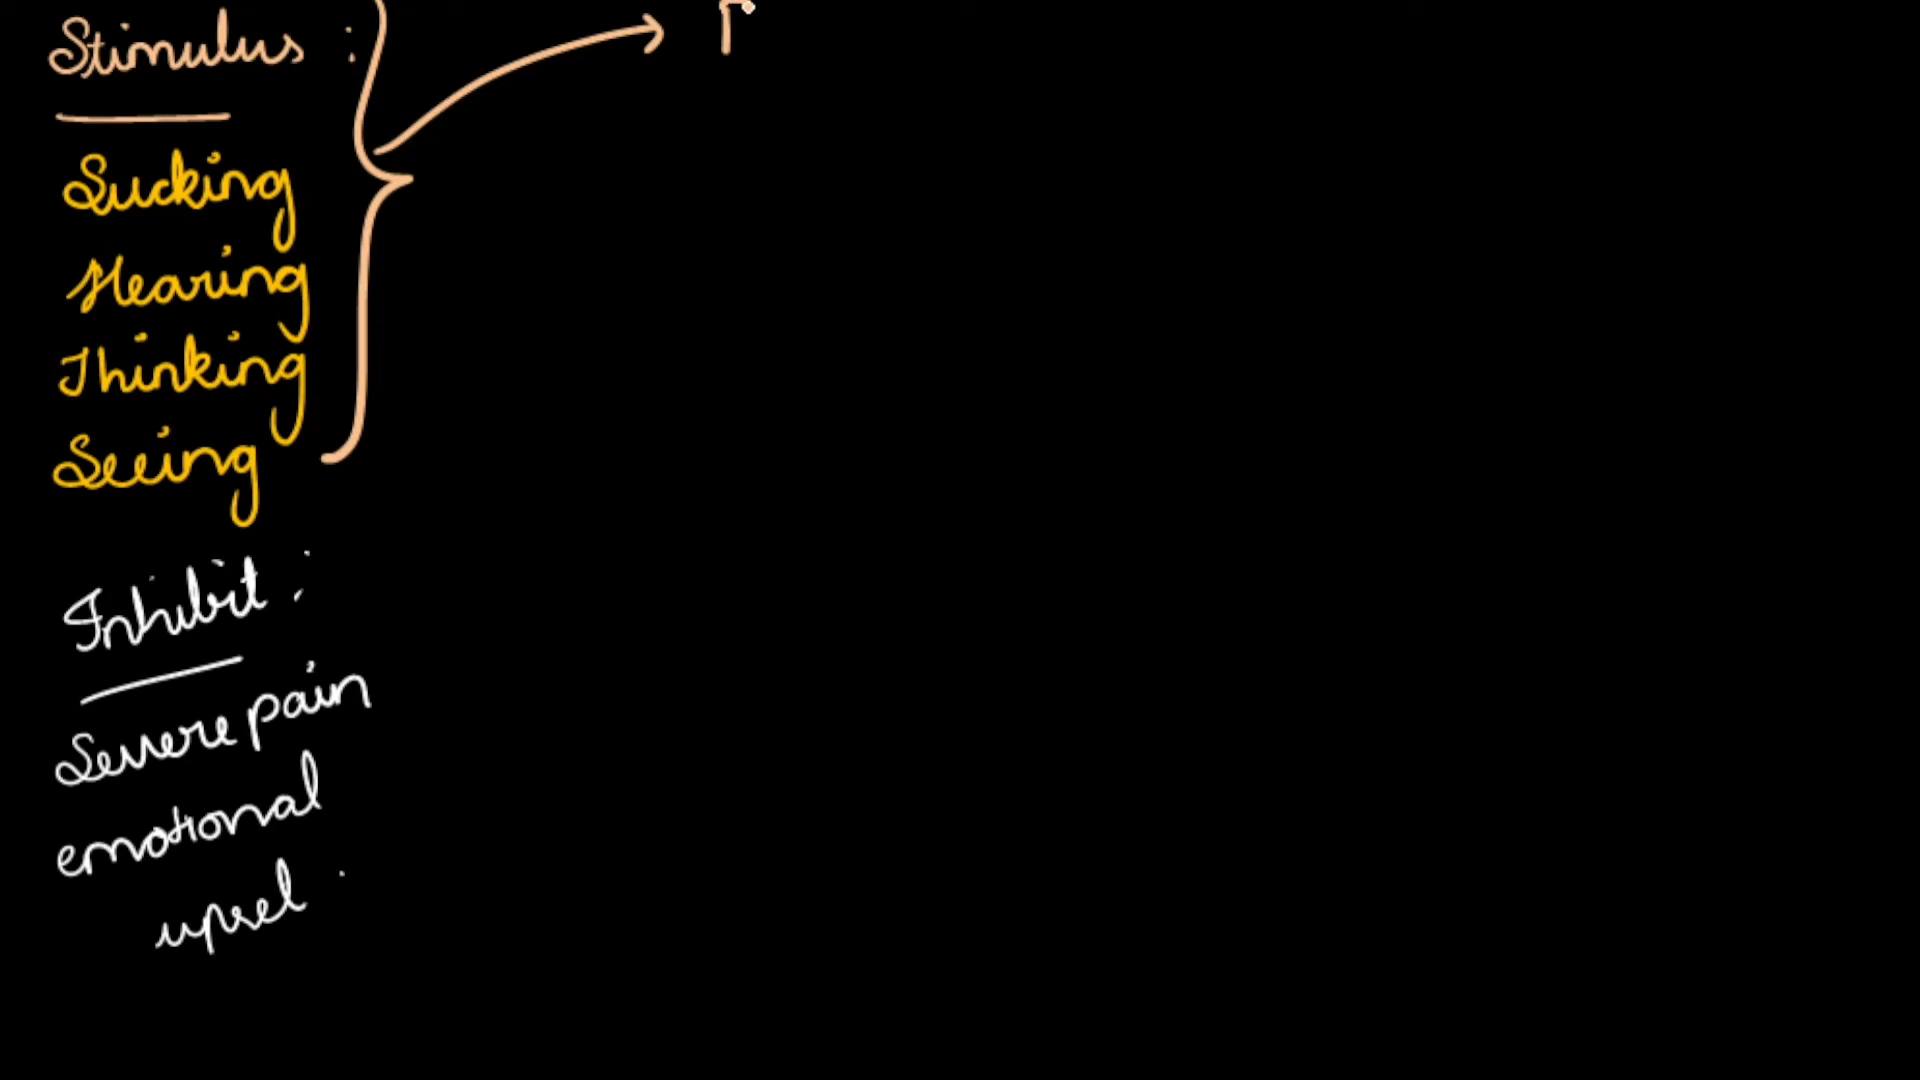 Stimulus :
Sucking
Hearing
Thinking
Seeing
Inhibit :
Severe pain
emotional
upset